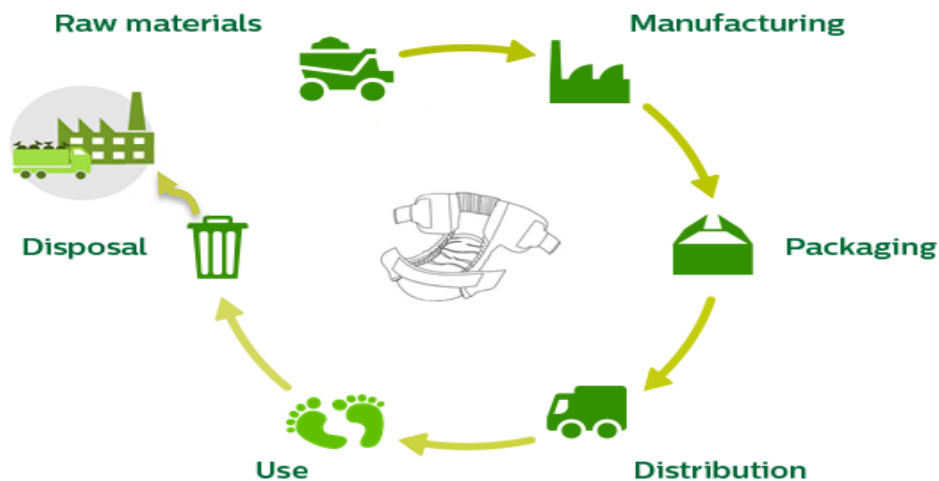 Raw materials
Manufacturing
Packaging
Distribution
Use
Disposal